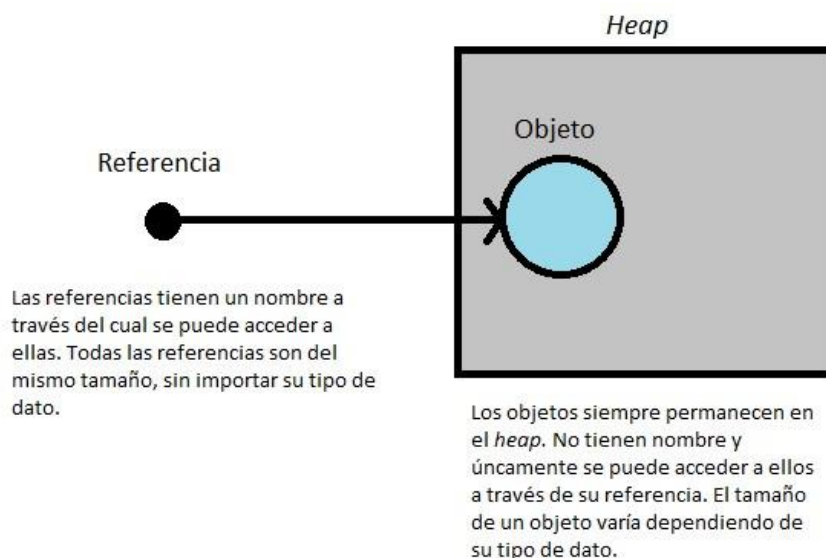 Heap
Objeto
Referencia
Las referencias tienen un nombre a
través del cual se puede acceder a
ellas. Todas las referencias son del
mismo tamaño, sin importar su tipo de
dato.
Los objetos siempre permanecen en
el heap. No tienen nombre y
úncamente se puede acceder a ellos
a través de su referencia. El tamaño
de un objeto varía dependiendo de
su tipo de dato.